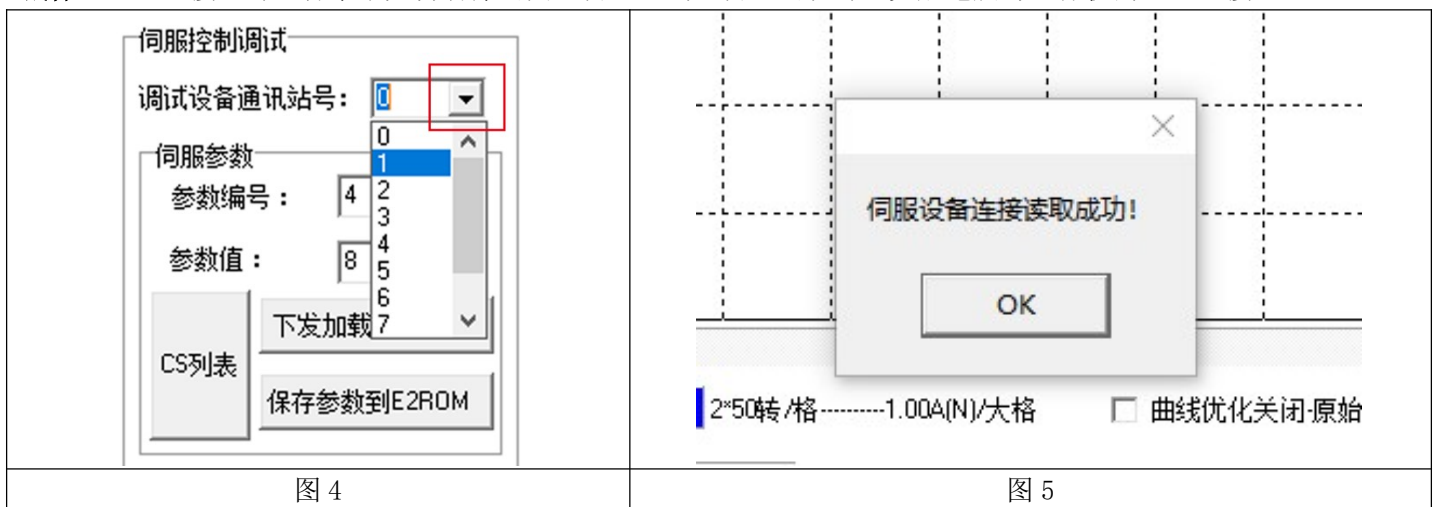 伺服控制调试
调试设备通讯站号: 0
0
伺服参数
1
参数编号: 4
2
3
4
参数值: 8
5
6
下发加载
7
CS列表
保存参数到E2ROM
伺服设备连接读取成功!
OK
2*50转/格---------1.00A(N)/大格
曲线优化关闭-原始
图 4
图 5